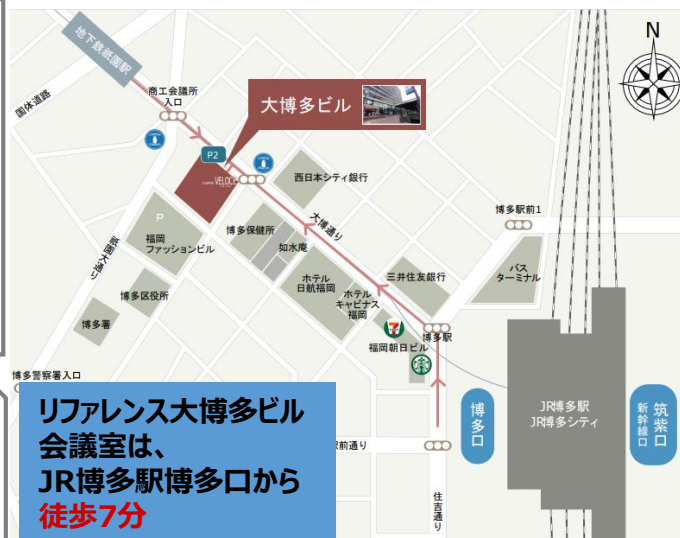 地下鉄祇園駅
国体道路
商工会議所
入口
大博多ビル
N
P2
VELOCE
西日本シティ銀行
博多駅前1
大博通り
P
福岡
ファッションビル
博多保健所
如水庵
祇園大通り
三井住友銀行
バス
ターミナル
ホテル
日航福岡
ホテル
キャビナス
福岡
博多区役所
博多署
7
博多駅
福岡朝日ビル
博多警察署入口
博多口
JR博多駅
JR博多シティ
筑紫口
新幹線口
駅前通り
住吉通り
リファレンス大博多ビル
会議室は、
JR博多駅博多口から
徒歩7分